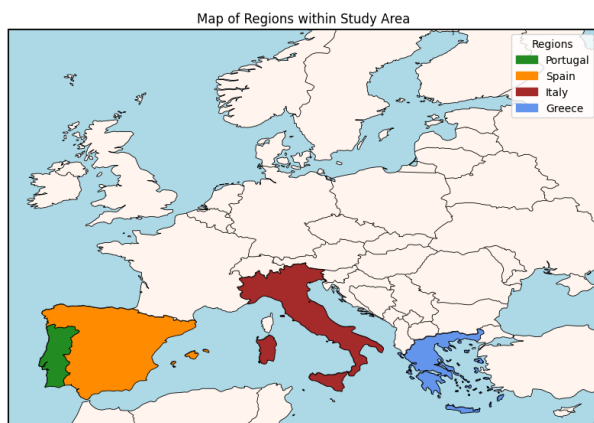 Map of Regions within Study Area
Regions
Portugal
Spain
Italy
Greece